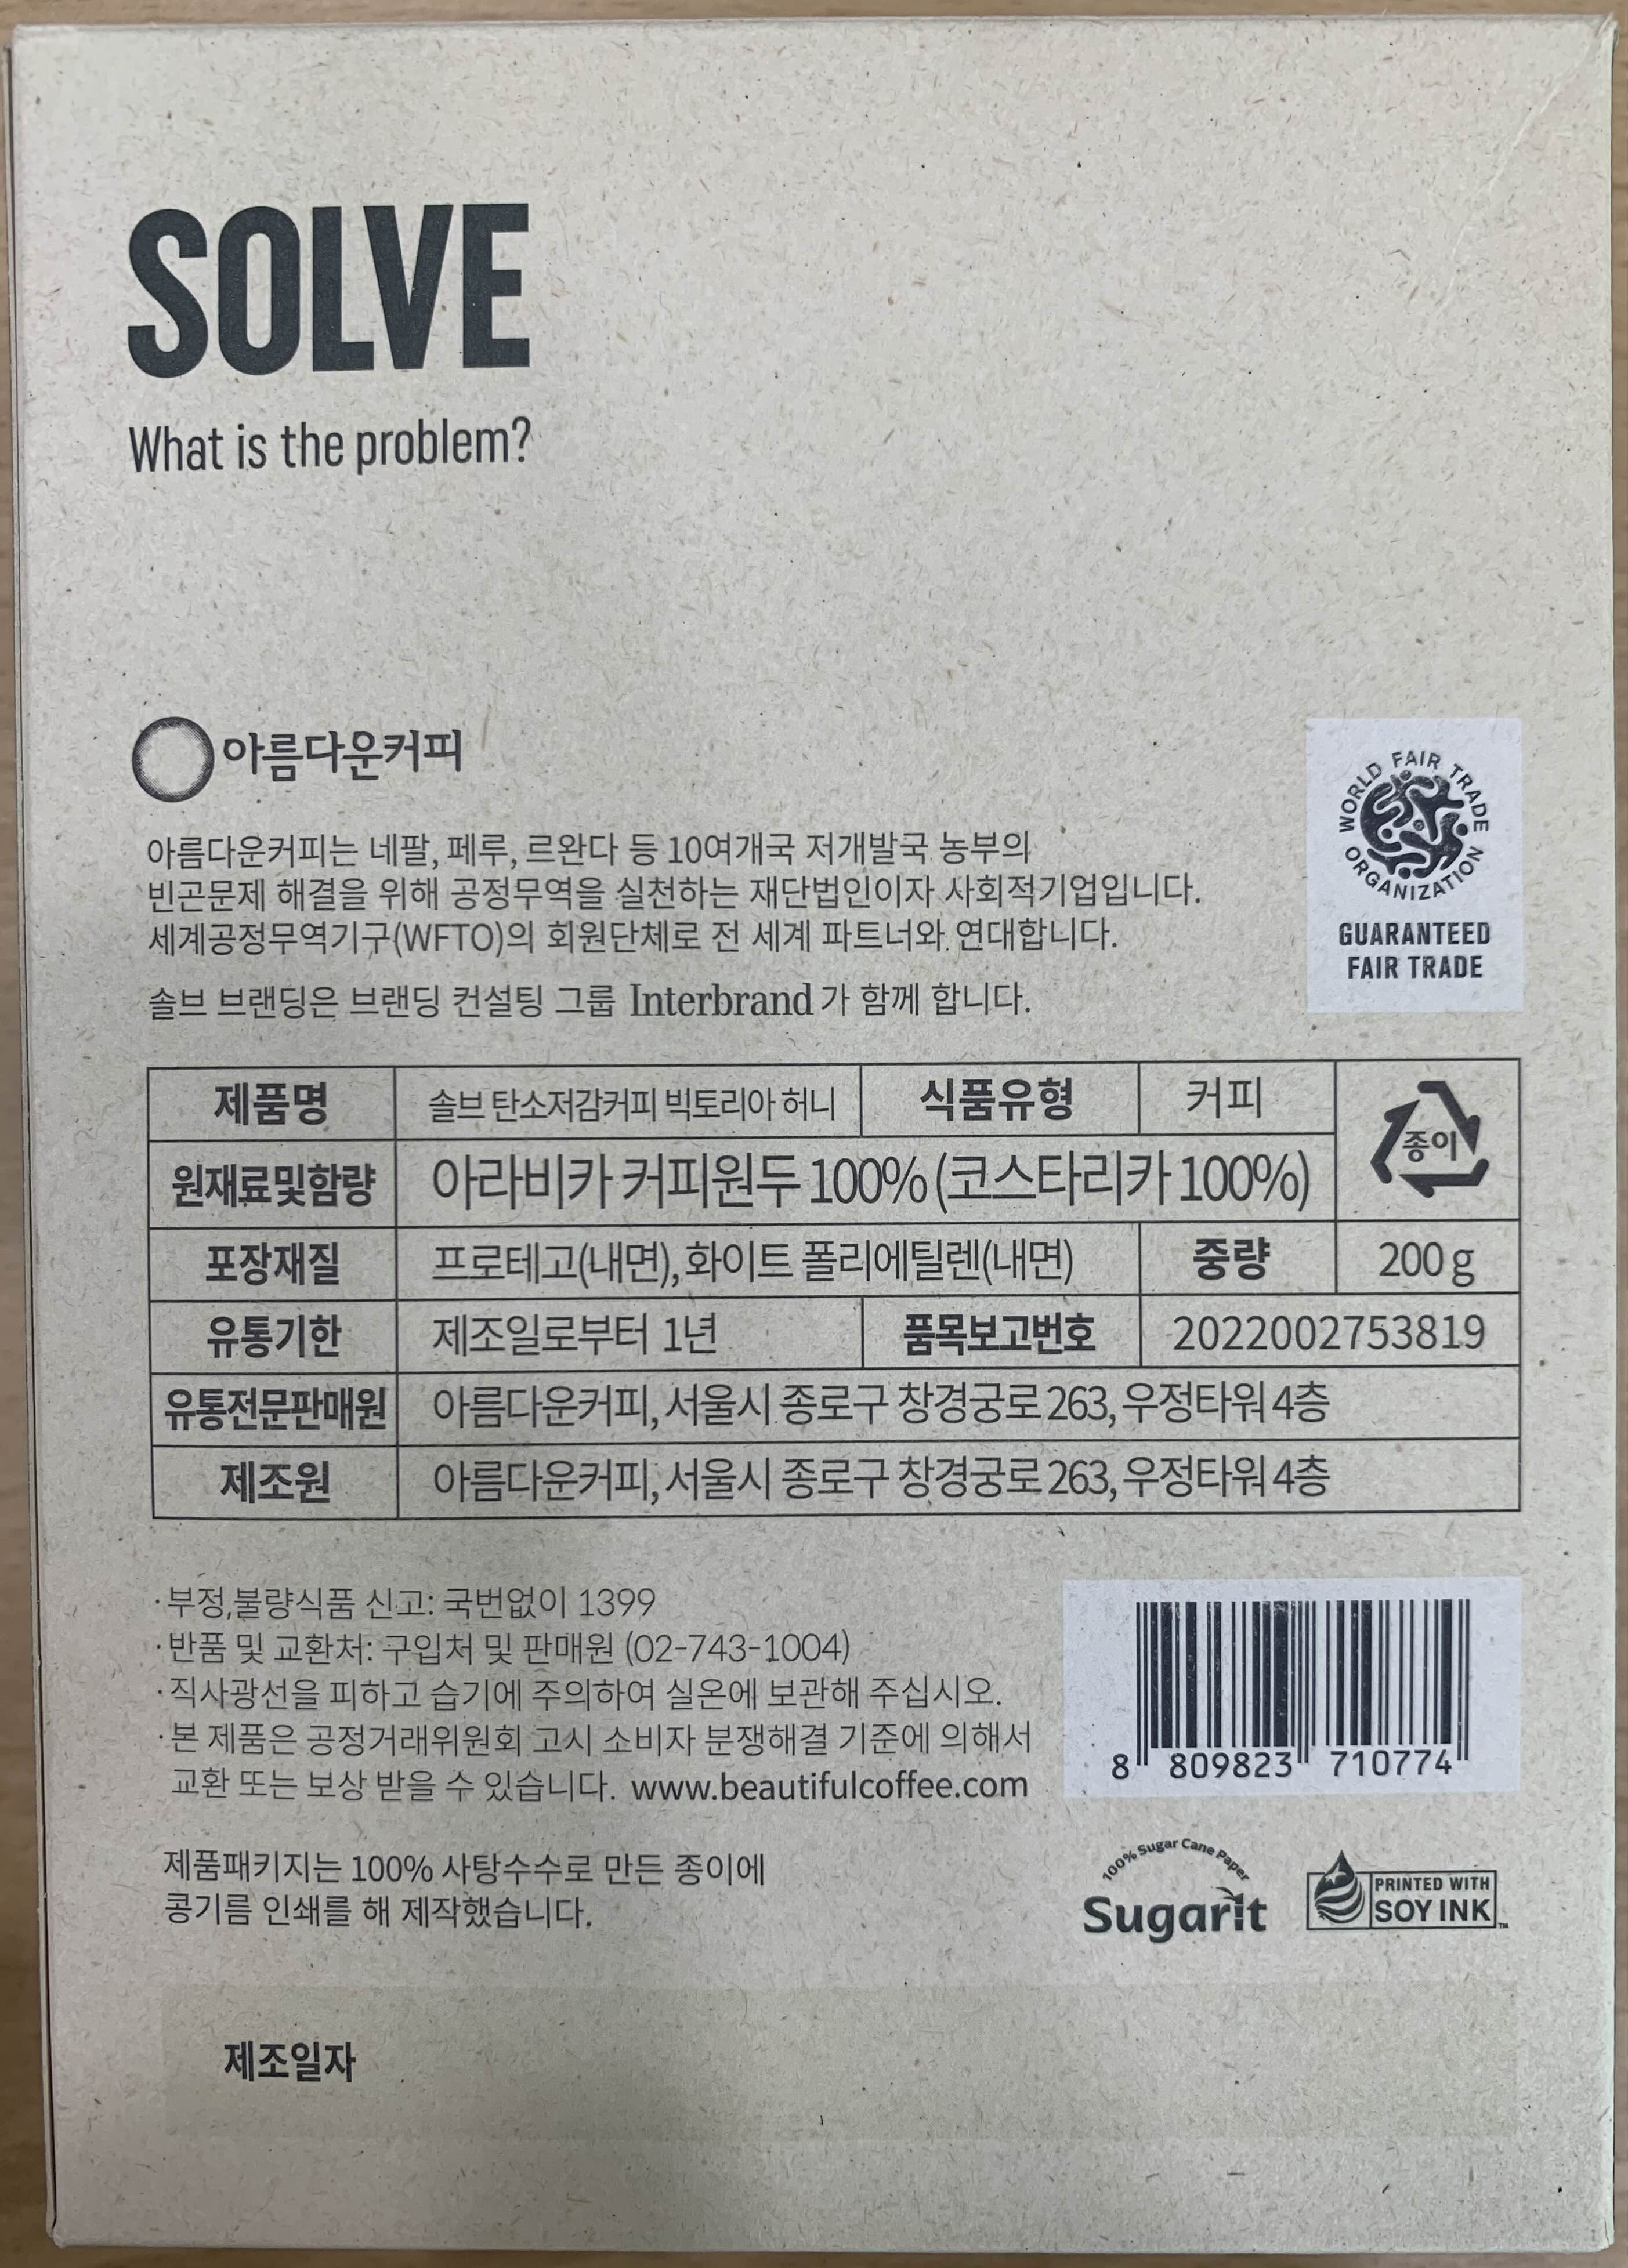 SOLVE
What is the problem?
아름다운커피
아름다운커피는 네팔, 페루, 르완다 등 10여개국 저개발국 농부의
빈곤문제 해결을 위해 공정무역을 실천하는 재단법인이자 사회적기업입니다.
세계공정무역기구(WFTO)의 회원단체로 전 세계 파트너와 연대합니다.
솔브 브랜딩은 브랜딩 컨설팅 그룹 Interbrand가 함께 합니다.
WORLD FAIR TRADE ORGANIZATION
GUARANTEED
FAIR TRADE
제품명 솔브 탄소저감커피 빅토리아 허니 식품유형 커피
종이
원재료및함량 아라비카 커피원두 100% (코스타리카 100%)
포장재질 프로테고(내면), 화이트 폴리에틸렌(내면) 중량 200g
유통기한 제조일로부터 1년 품목보고번호 2022002753819
유통전문판매원 아름다운커피, 서울시 종로구 창경궁로 263, 우정타워 4층
제조원 아름다운커피, 서울시 종로구 창경궁로 263, 우정타워 4층
·부정,불량식품 신고: 국번없이 1399
·반품 및 교환처: 구입처 및 판매원 (02-743-1004)
·직사광선을 피하고 습기에 주의하여 실온에 보관해 주십시오.
·본 제품은 공정거래위원회 고시 소비자 분쟁해결 기준에 의해서
교환 또는 보상 받을 수 있습니다. www.beautifulcoffee.com
8 809823 710774
제품패키지는 100% 사탕수수로 만든 종이에
콩기름 인쇄를 해 제작했습니다.
100% Sugar Cane Paper
Sugarit
PRINTED WITH
SOY INK™
제조일자